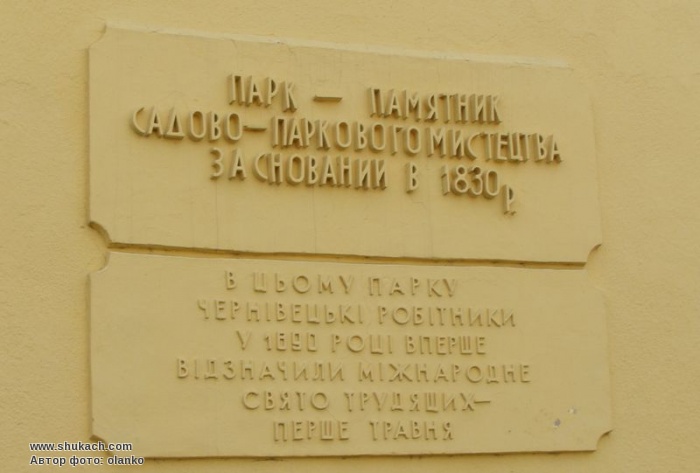 ПАРК — ПАМЯТНИК
САДОВО—ПАРКОВОГО МИСТЕЦТВА
ЗАСНОВАНИЙ В 1830 р.
В ЦЬОМУ ПАРКУ
ЧЕРНІВЕЦЬКІ РОБІТНИКИ
У 1890 РОЦІ ВПЕРШЕ
ВІДЗНАЧИЛИ МІЖНАРОДНЕ
СВЯТО ТРУДЯЩИХ—
ПЕРШЕ ТРАВНЯ
www.shukach.com
Автор фото: olanko